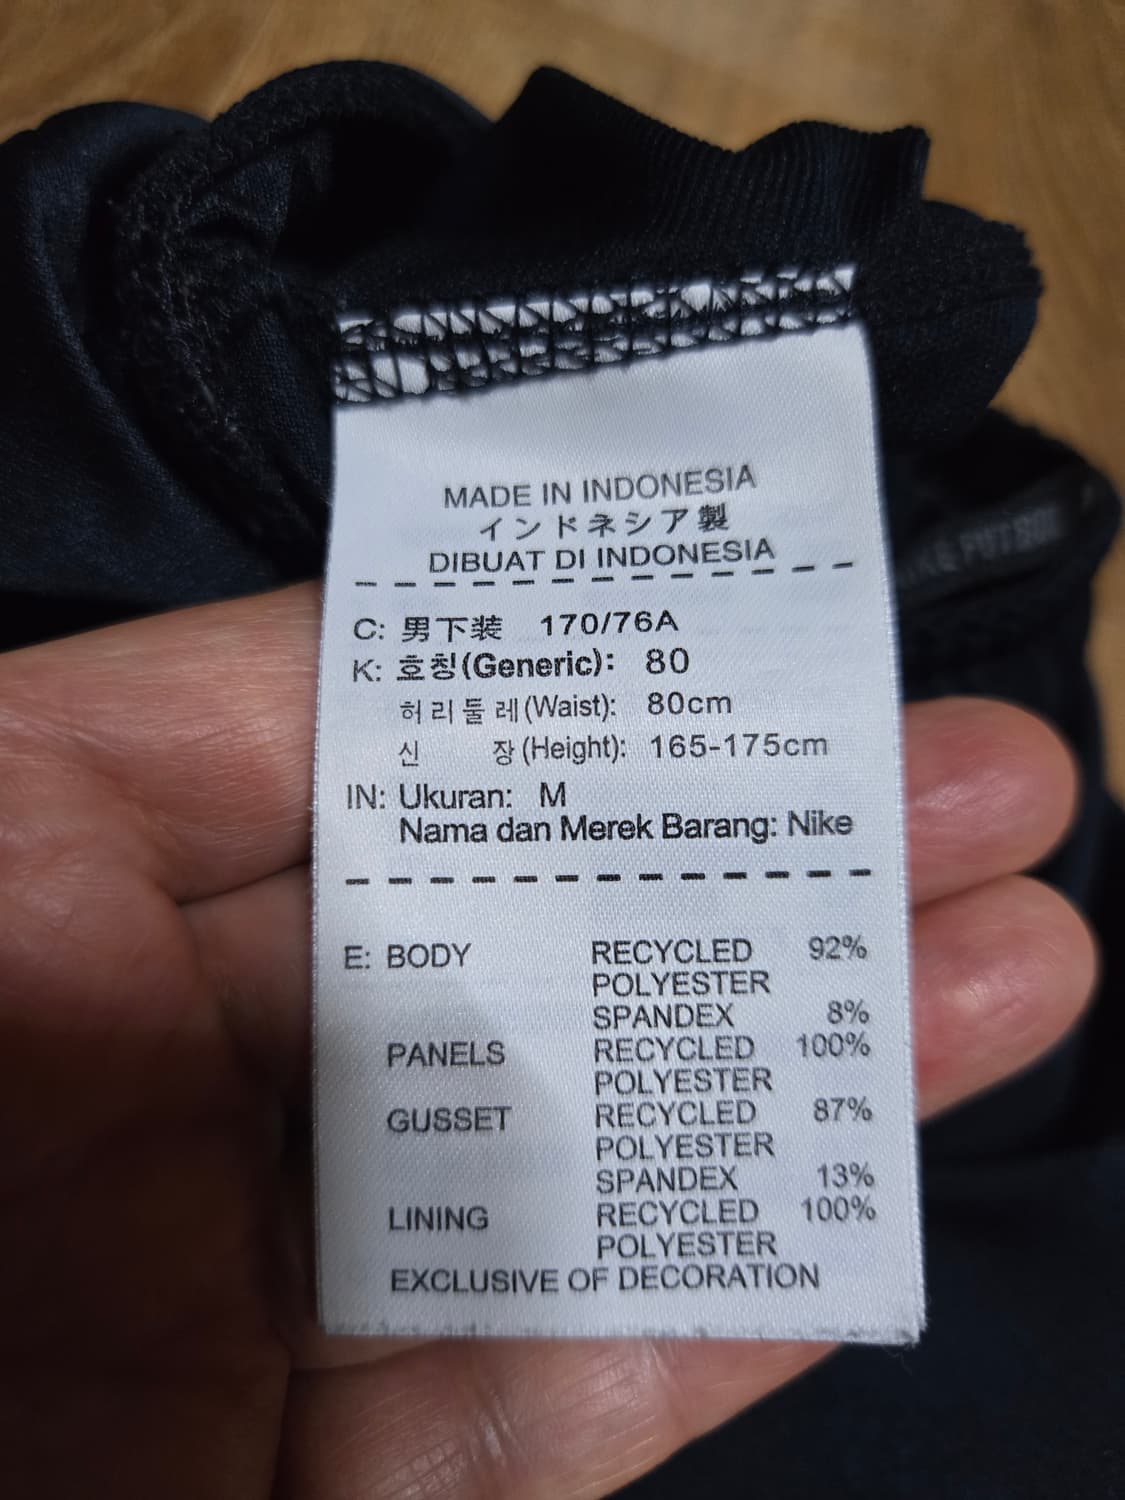 MADE IN INDONESIA
インドネシア製
DIBUAT DI INDONESIA
C: 男下装 170/76A
K: 호칭(Generic): 80
허리둘레(Waist): 80cm
신 장(Height): 165-175cm
IN: Ukuran: M
Nama dan Merek Barang: Nike
E: BODY RECYCLED 92%
POLYESTER
SPANDEX 8%
PANELS RECYCLED 100%
POLYESTER
GUSSET RECYCLED 87%
POLYESTER
SPANDEX 13%
LINING RECYCLED 100%
POLYESTER
EXCLUSIVE OF DECORATION